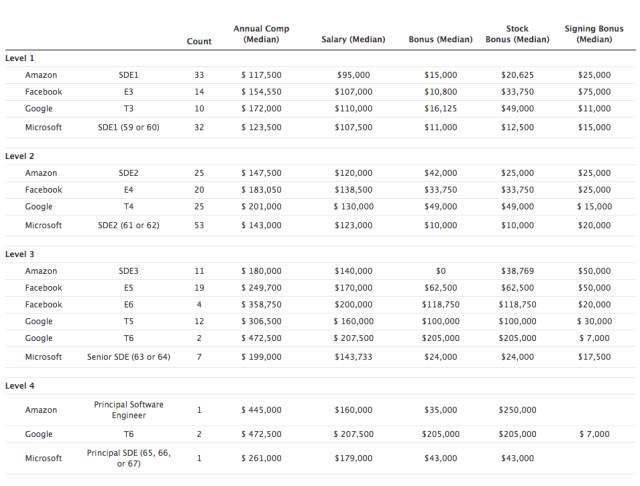 Count Annual Comp (Median) Salary (Median) Bonus (Median) Stock Bonus (Median) Signing Bonus (Median)
Level 1
Amazon SDE1 33 $ 117,500 $95,000 $15,000 $20,625 $25,000
Facebook E3 14 $ 154,550 $107,000 $10,800 $33,750 $75,000
Google T3 10 $ 172,000 $110,000 $16,125 $49,000 $11,000
Microsoft SDE1 (59 or 60) 32 $ 123,500 $107,500 $11,000 $12,500 $15,000
Level 2
Amazon SDE2 25 $ 147,500 $120,000 $42,000 $25,000 $25,000
Facebook E4 20 $ 183,050 $138,500 $33,750 $33,750 $25,000
Google T4 25 $ 201,000 $ 130,000 $49,000 $49,000 $ 15,000
Microsoft SDE2 (61 or 62) 53 $ 143,000 $123,000 $10,000 $10,000 $20,000
Level 3
Amazon SDE3 11 $ 180,000 $140,000 $0 $38,769 $50,000
Facebook E5 19 $ 249,700 $170,000 $62,500 $62,500 $50,000
Facebook E6 4 $ 358,750 $200,000 $118,750 $118,750 $20,000
Google T5 12 $ 306,500 $ 160,000 $100,000 $100,000 $ 30,000
Google T6 2 $ 472,500 $ 207,500 $205,000 $205,000 $ 7,000
Microsoft Senior SDE (63 or 64) 7 $ 199,000 $143,733 $24,000 $24,000 $17,500
Level 4
Amazon Principal Software Engineer 1 $ 445,000 $160,000 $35,000 $250,000
Google T6 2 $ 472,500 $ 207,500 $205,000 $205,000 $ 7,000
Microsoft Principal SDE (65, 66, or 67) 1 $ 261,000 $179,000 $43,000 $43,000